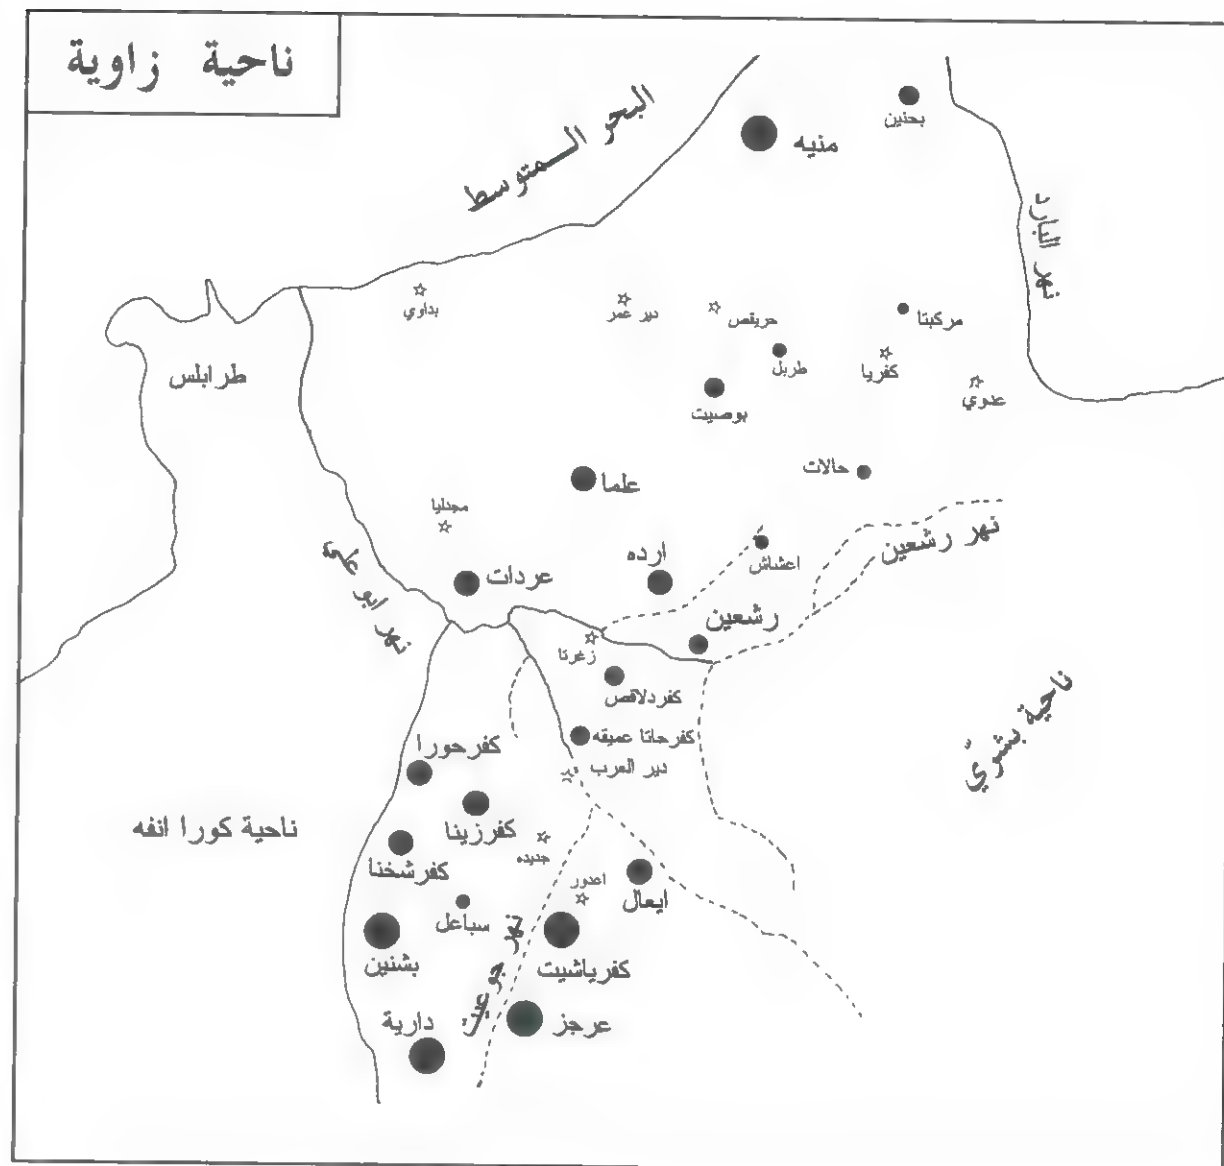 ناحية زاوية
البحر المتوسط
بحنين
منيه
نهر البارد
بداوي
دير عمر
حريقص
مركبتا
طربل
كفريا
عدوي
طرابلس
بوصيت
علما
حالات
مجدليا
نهر رشعين
ارده
اعشاش
عردات
نهر ابو علي
رشعين
زغرتا
كفردلاقص
ناحية بشرّي
كفرحاتا عميقه
كفرحورا
دير العرب
ناحية كورا انفه
كفرزينا
جديده
كفرشخنا
اعدور
ايعال
سباعل
نهر جوعيت
بشنين
كفرياشيت
دارية
عرجز